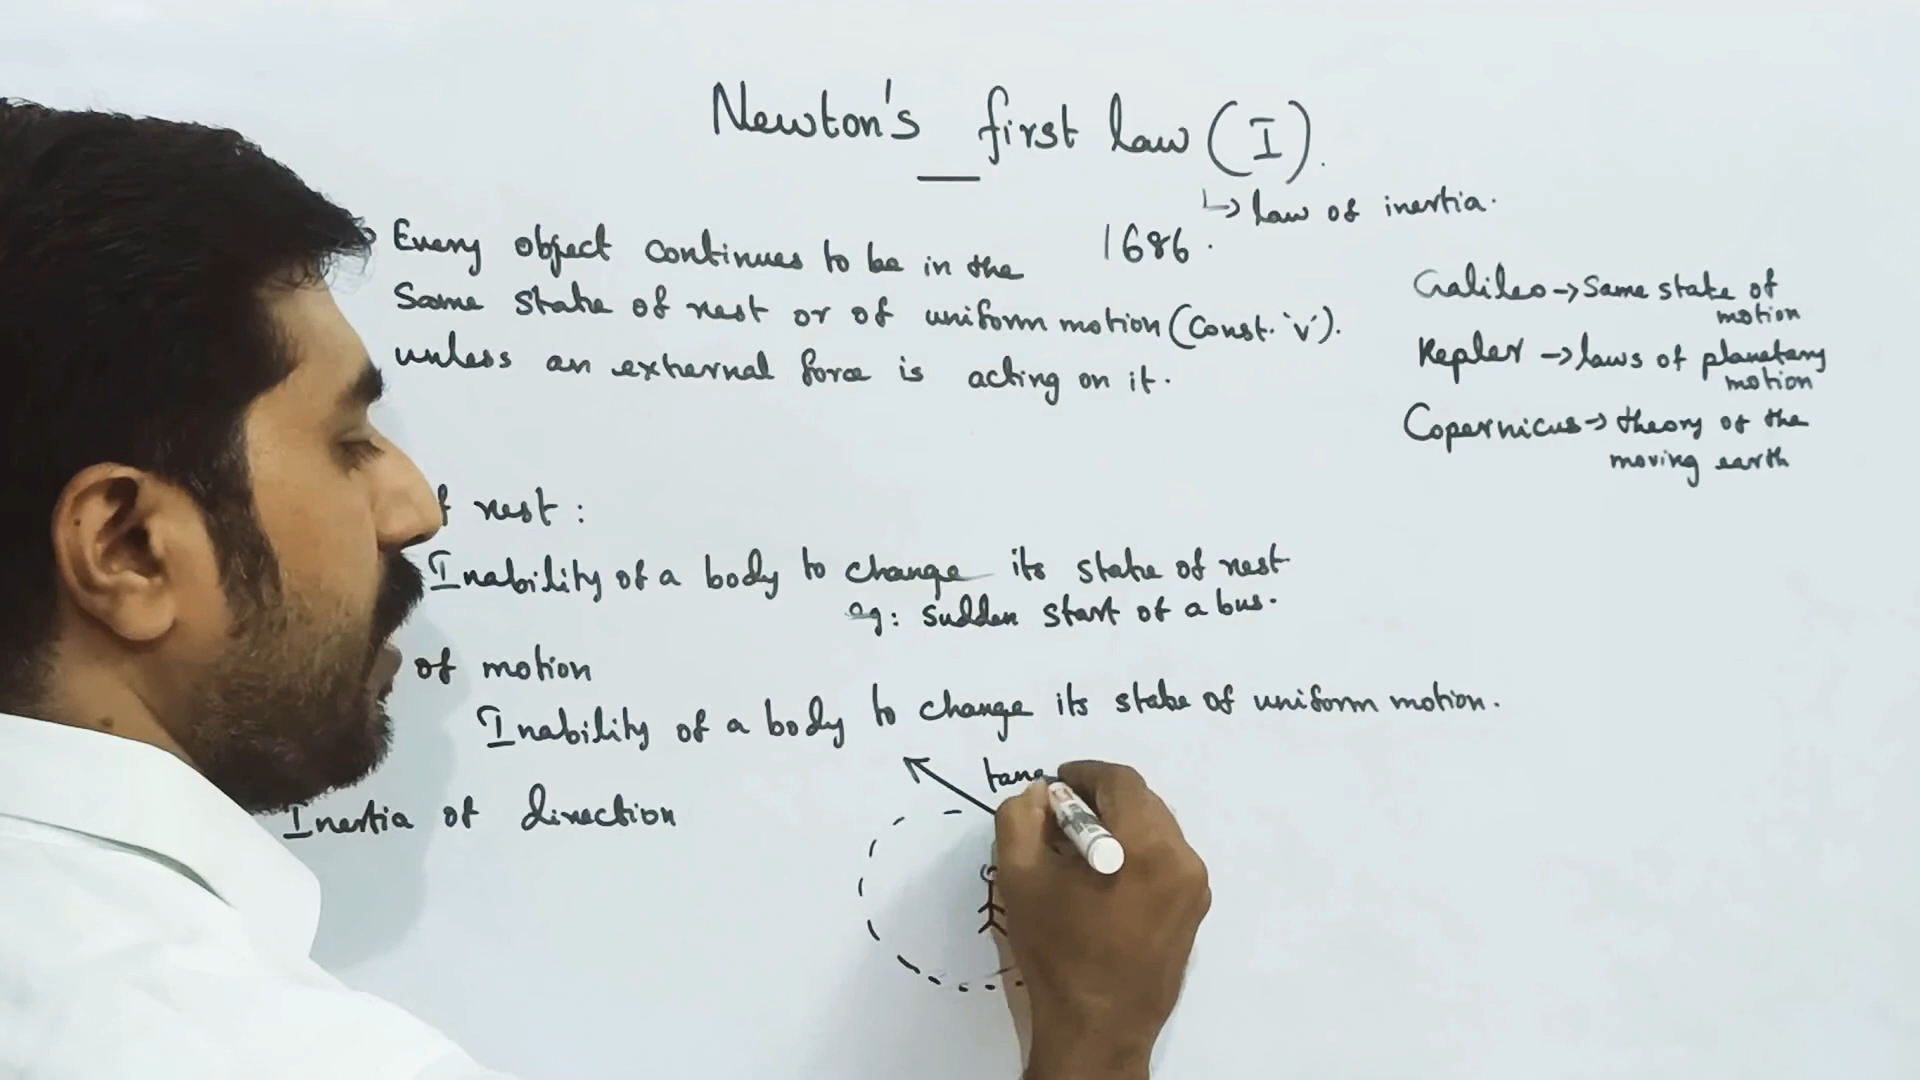 Newton's first law (I).
↳ law of inertia.
Every object continues to be in the
1686.
Same state of rest or of uniform motion (Const. 'v').
unless an external force is acting on it.
Galileo → Same state of
motion
Kepler → laws of planetary
motion
Copernicus → theory of the
moving earth
rest :
Inability of a body to change its state of rest
eg: sudden start of a bus.
of motion
Inability of a body to change its state of uniform motion.
tang
Inertia of direction